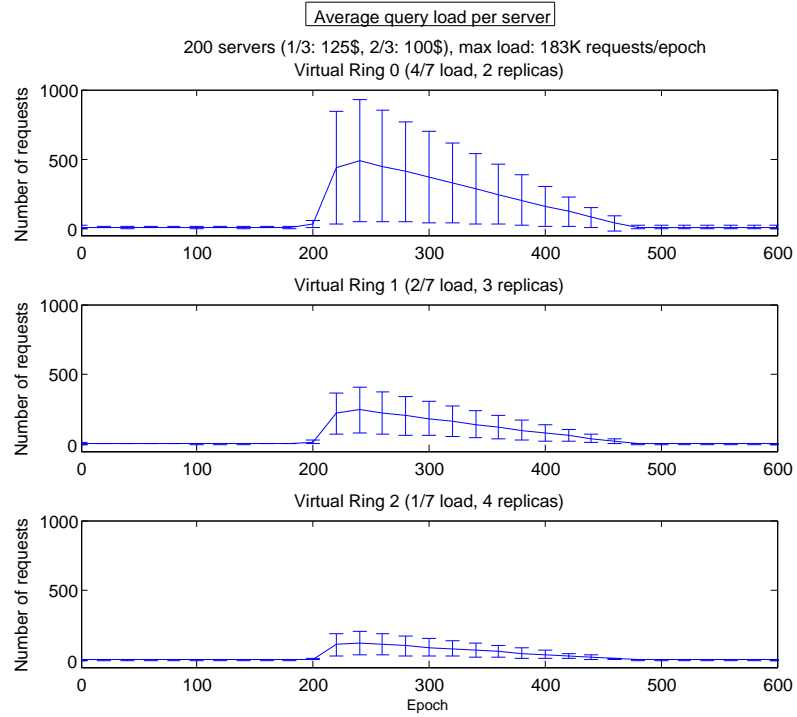 Average query load per server
200 servers (1/3: 125$, 2/3: 100$), max load: 183K requests/epoch
Virtual Ring 0 (4/7 load, 2 replicas)
Number of requests
1000
500
0
0 100 200 300 400 500 600
Virtual Ring 1 (2/7 load, 3 replicas)
Number of requests
1000
500
0
0 100 200 300 400 500 600
Virtual Ring 2 (1/7 load, 4 replicas)
Number of requests
1000
500
0
0 100 200 300 400 500 600
Epoch